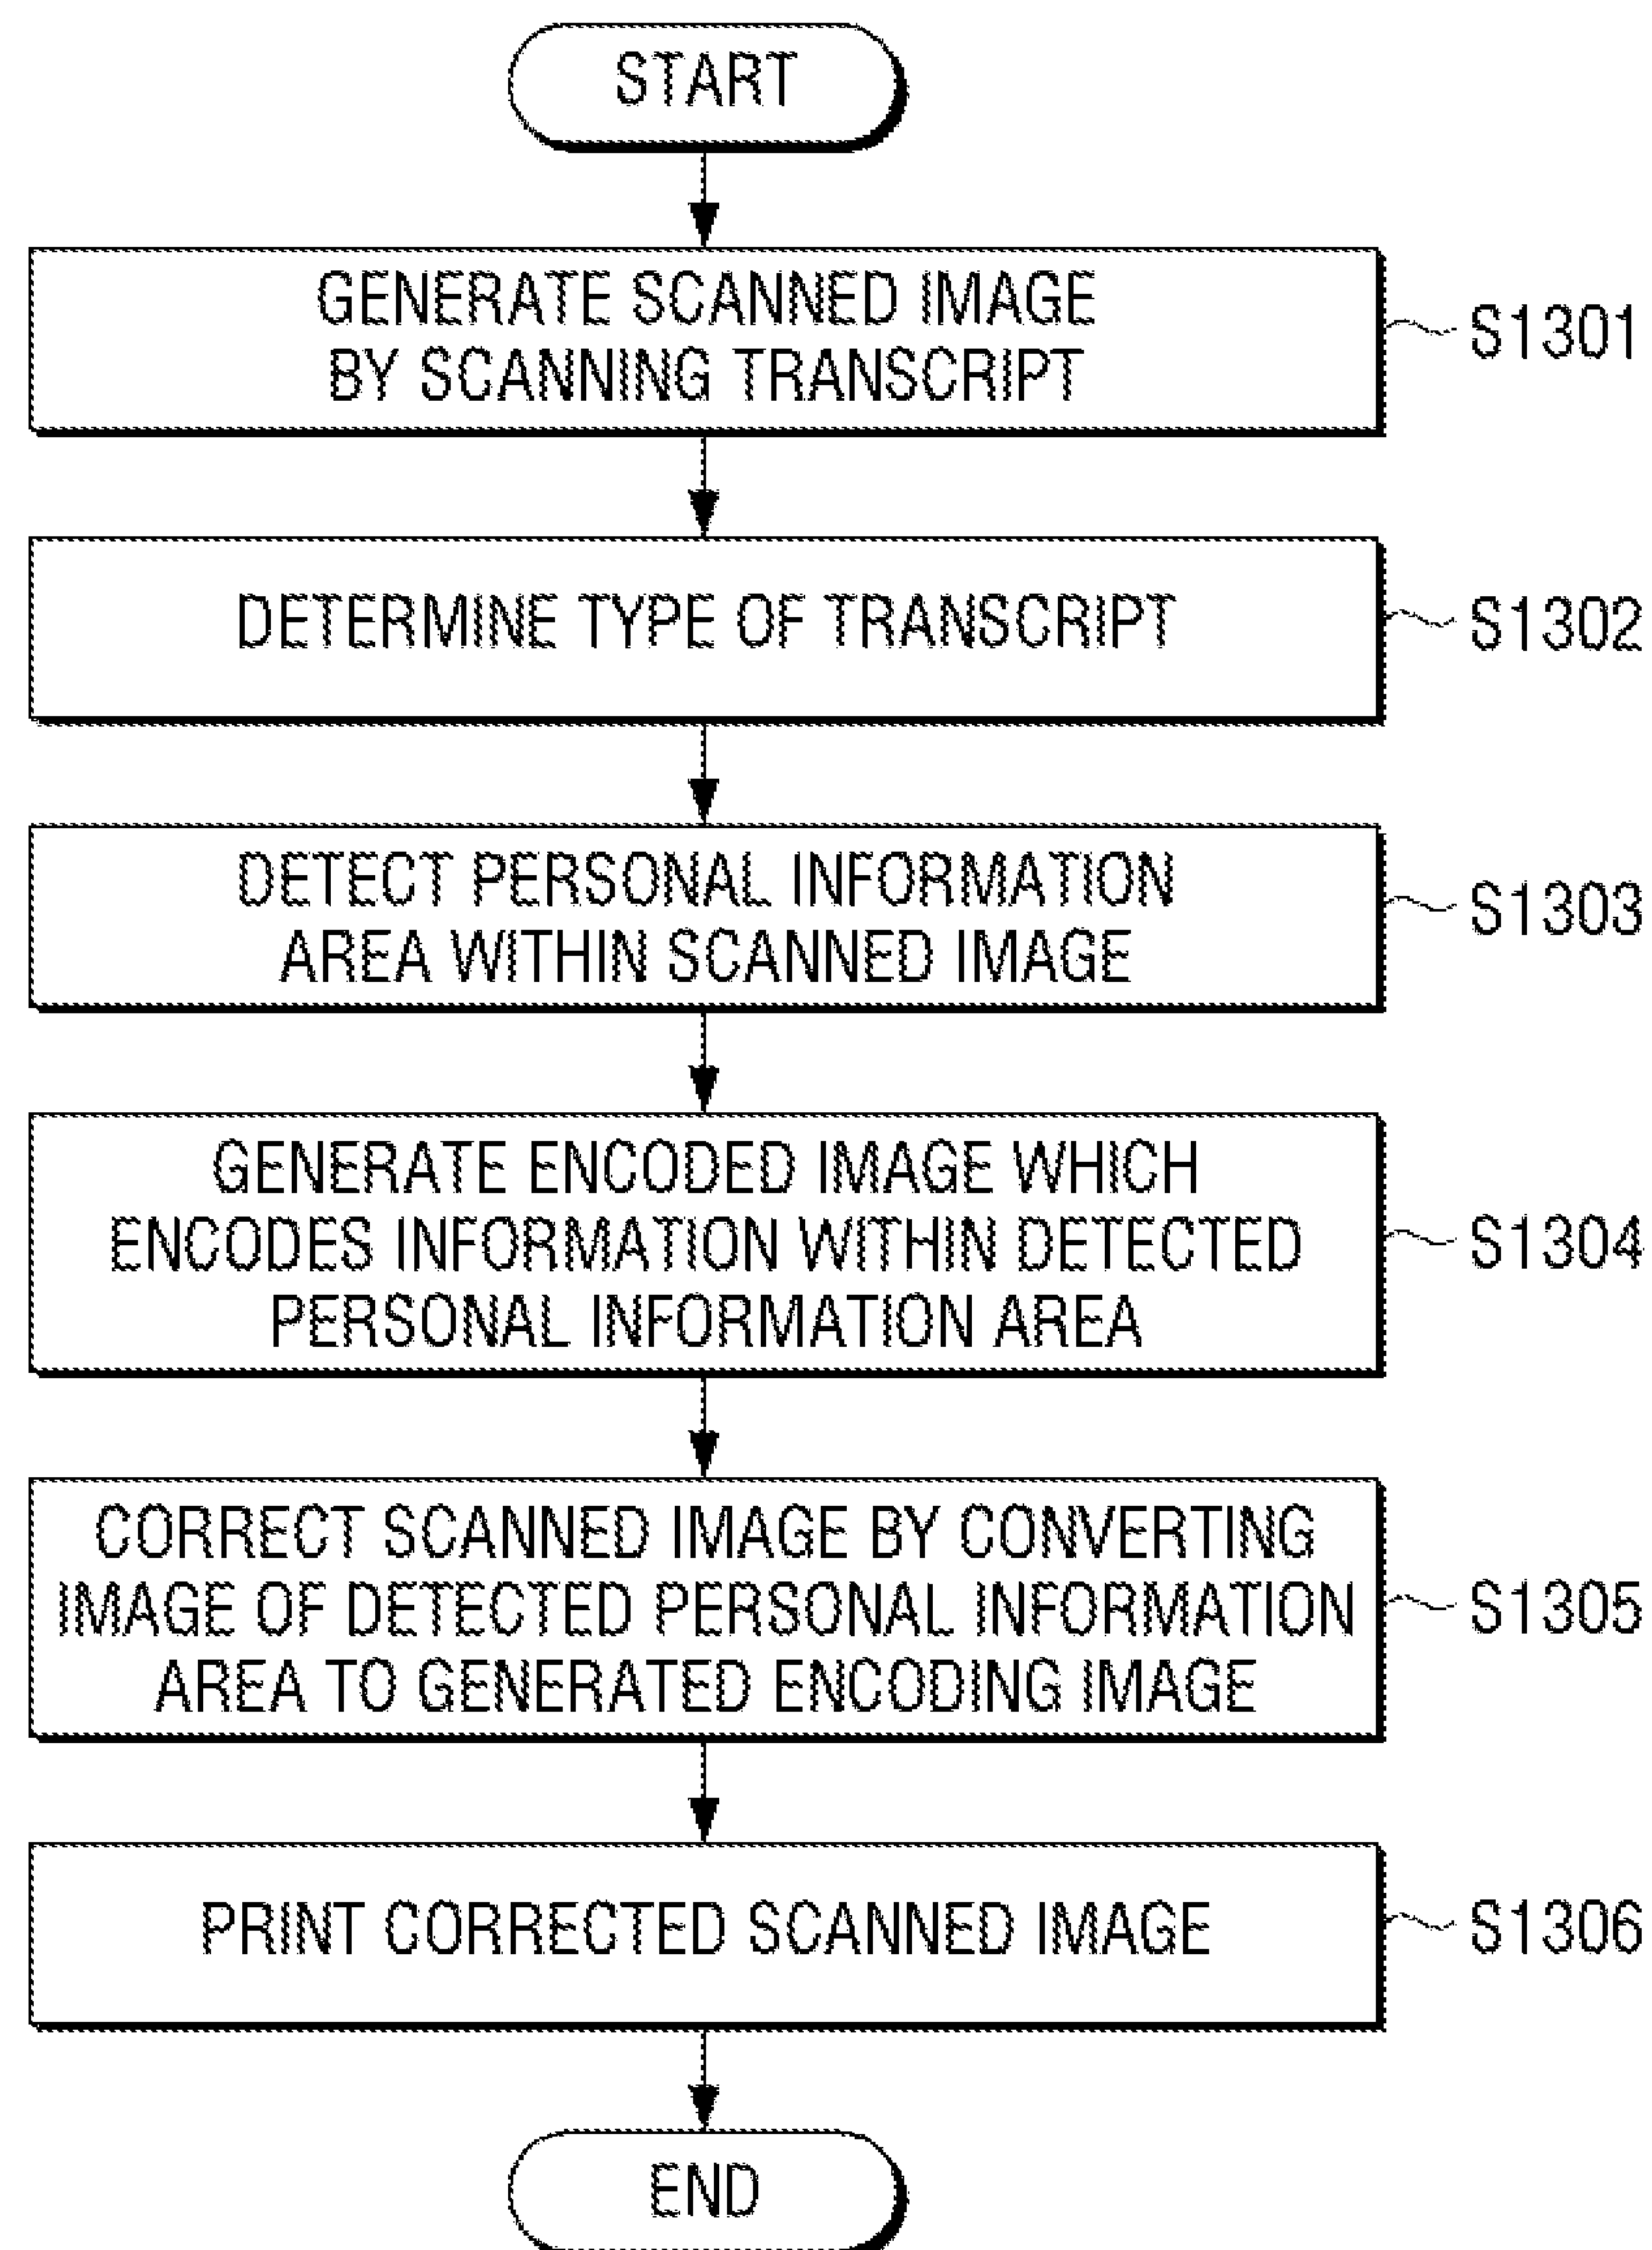 START
GENERATE SCANNED IMAGE
BY SCANNING TRANSCRIPT
S1301
DETERMINE TYPE OF TRANSCRIPT
S1302
DETECT PERSONAL INFORMATION
AREA WITHIN SCANNED IMAGE
S1303
GENERATE ENCODED IMAGE WHICH
ENCODES INFORMATION WITHIN DETECTED
PERSONAL INFORMATION AREA
S1304
CORRECT SCANNED IMAGE BY CONVERTING
IMAGE OF DETECTED PERSONAL INFORMATION
AREA TO GENERATED ENCODING IMAGE
S1305
PRINT CORRECTED SCANNED IMAGE
S1306
END